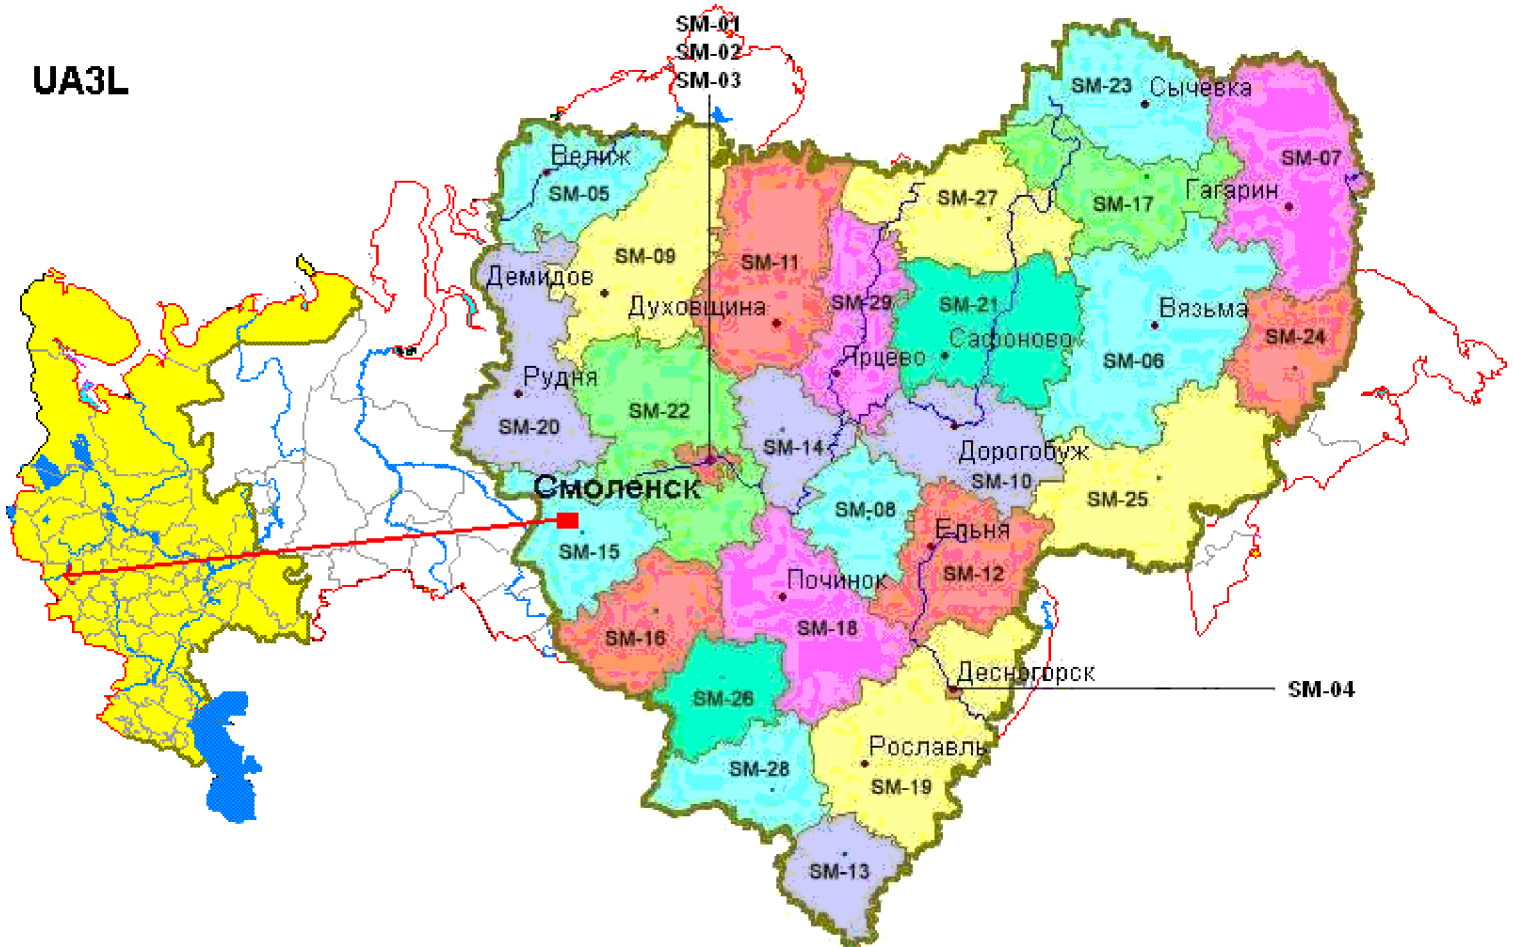 SM-01
SM-02
SM-03
UA3L
SM-23 Сычевка
Велиж
SM-05
SM-07
SM-27
Гагарин
SM-17
SM-09
Демидов
SM-11
Духовщина
SM-29
SM-21
Сафоново
Вязьма
SM-24
SM-06
Ярцево
Рудня
SM-20
SM-22
SM-14
Дорогобуж
SM-10
SM-25
Смоленск
SM-08
Ельня
SM-15
SM-12
Починок
SM-18
SM-16
Десногорск
SM-04
SM-26
Рославль
SM-28
SM-19
SM-13